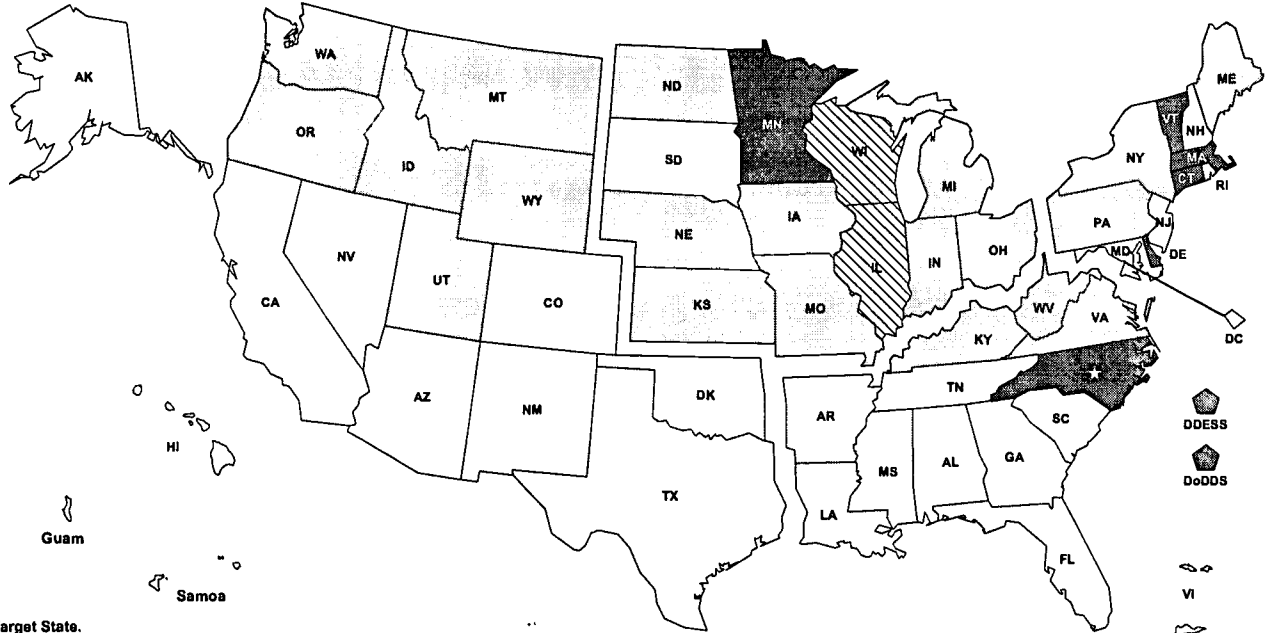 AK
WA
MT
ND
MN
ME
OR
ID
SD
WI
MI
VT
NH
NY
MA
CT
RI
WY
NE
IA
PA
NJ
NV
UT
CO
KS
MO
IL
IN
OH
MD
DE
CA
WV
VA
KY
DC
AZ
NM
DK
AR
TN
SC
DDESS
HI
TX
MS
AL
GA
DoDDS
LA
Guam
FL
Samoa
VI
arget State.